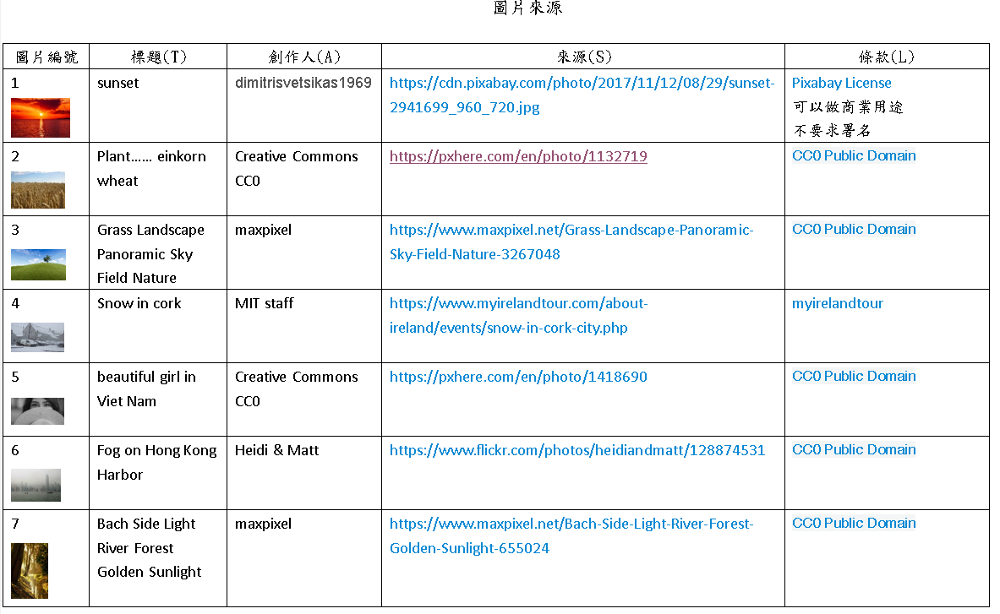 圖片來源
圖片編號 標題(T) 創作人(A) 來源(S) 條款(L)
1 sunset dimitrisvetsikas1969 https://cdn.pixabay.com/photo/2017/11/12/08/29/sunset- Pixabay License
2941699_960_720.jpg 可以做商業用途
不要求署名
2 Plant…… einkorn Creative Commons https://pxhere.com/en/photo/1132719 CC0 Public Domain
wheat CC0
3 Grass Landscape maxpixel https://www.maxpixel.net/Grass-Landscape-Panoramic- CC0 Public Domain
Panoramic Sky Sky-Field-Nature-3267048
Field Nature
4 Snow in cork MIT staff https://www.myirelandtour.com/about- myirelandtour
ireland/events/snow-in-cork-city.php
5 beautiful girl in Creative Commons https://pxhere.com/en/photo/1418690 CC0 Public Domain
Viet Nam CC0
6 Fog on Hong Kong Heidi & Matt https://www.flickr.com/photos/heidiandmatt/128874531 CC0 Public Domain
Harbor
7 Bach Side Light maxpixel https://www.maxpixel.net/Bach-Side-Light-River-Forest- CC0 Public Domain
River Forest Golden-Sunlight-655024
Golden Sunlight